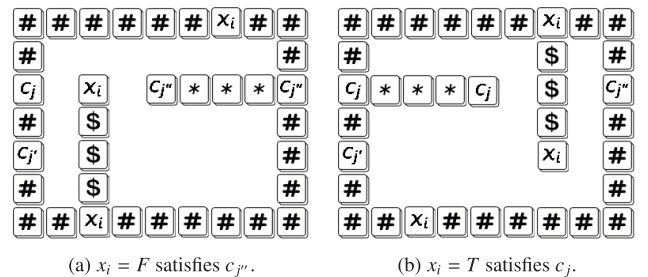 # # # # # # xᵢ # #
# #
cⱼ xᵢ cⱼ'' * * * cⱼ''
# $ #
cⱼ' $ #
# $ #
# # xᵢ # # # # # #
(a) xᵢ = F satisfies cⱼ''.
# # # # # # xᵢ # #
# $ #
cⱼ * * * cⱼ $ cⱼ''
# $ #
cⱼ' xᵢ #
# #
# # xᵢ # # # # # #
(b) xᵢ = T satisfies cⱼ.